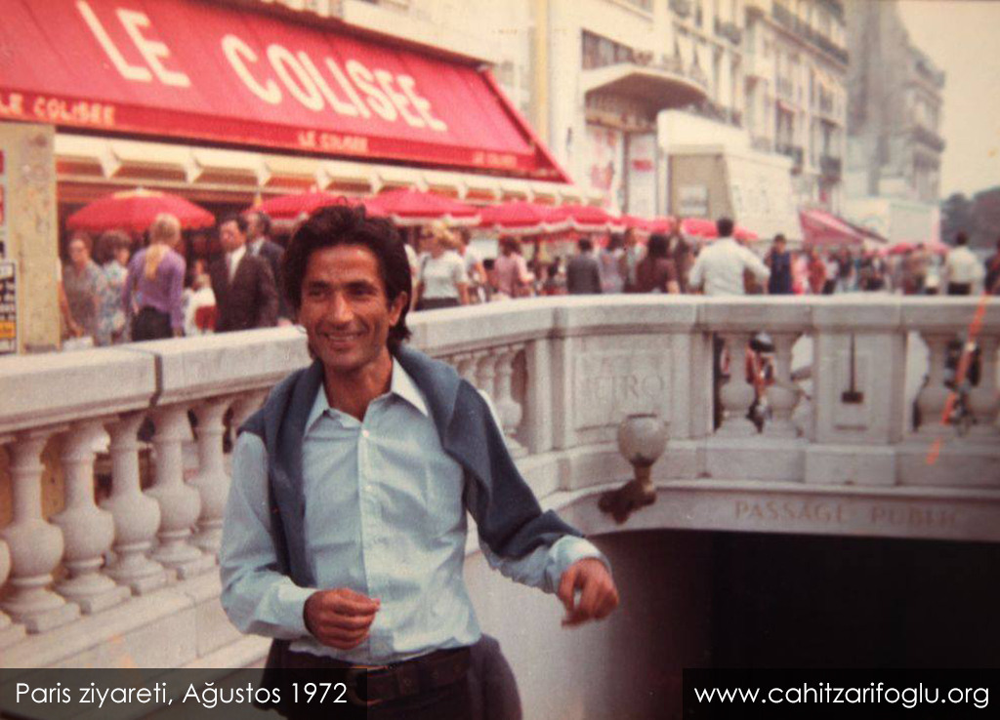 LE COLISEE
LE COLISEE
LE COLISEE
METRO
PASSAGE PUBLIC
Paris ziyareti, Ağustos 1972
www.cahitzarifoglu.org